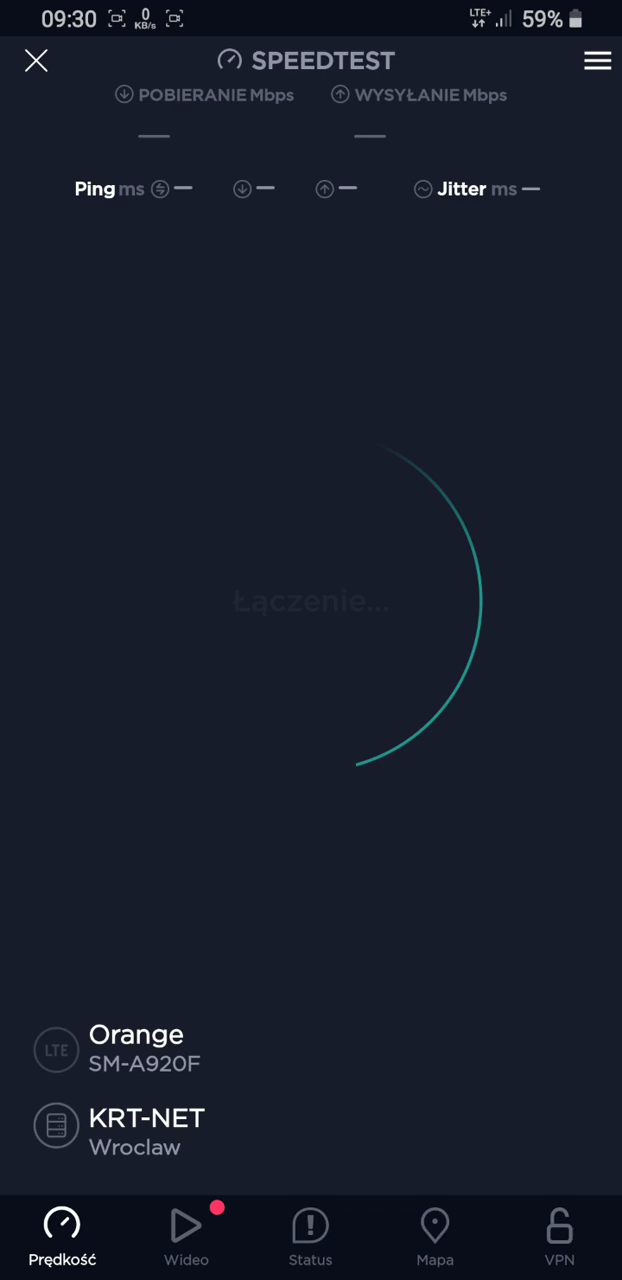 09:30 0 KB/s LTE+ 59%
SPEEDTEST
POBIERANIE Mbps WYSYŁANIE Mbps
— —
Ping ms — — — Jitter ms —
Łączenie...
LTE Orange
SM-A920F
KRT-NET
Wroclaw
Prędkość Wideo Status Mapa VPN